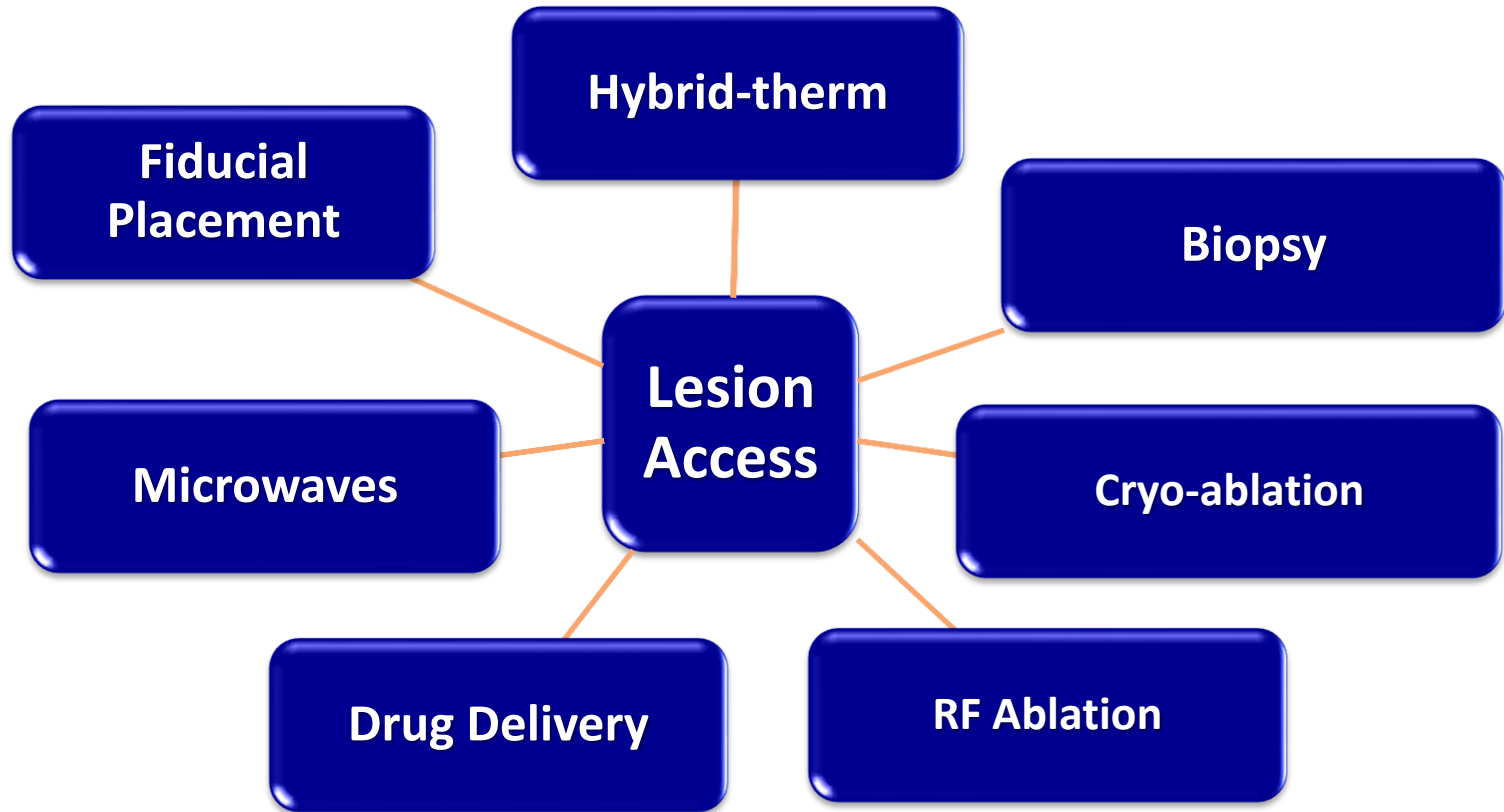 Hybrid-therm
Fiducial
Placement
Biopsy
Lesion
Access
Microwaves
Cryo-ablation
Drug Delivery
RF Ablation